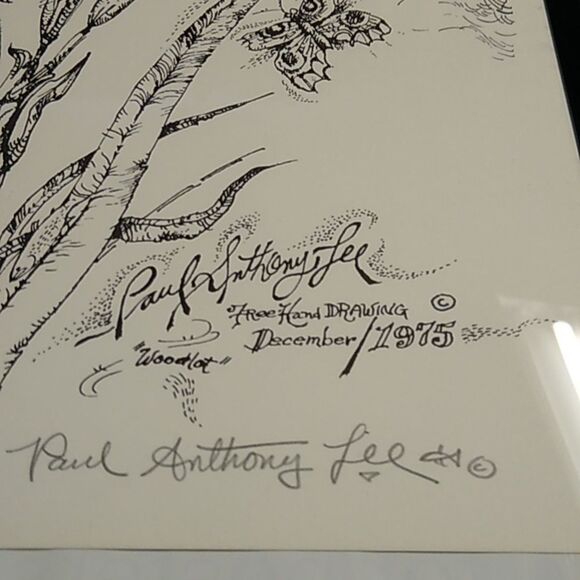 Paul Anthony Lee
Free Hand DRAWING ©
December/1975
"Woodlot"
Paul Anthony Lee ©